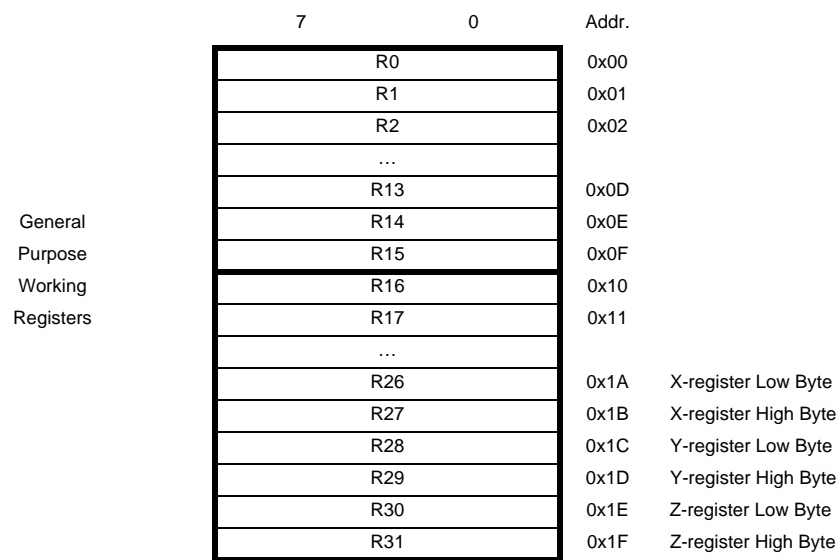 7 0 Addr.
R0 0x00
R1 0x01
R2 0x02
…
R13 0x0D
General R14 0x0E
Purpose R15 0x0F
Working R16 0x10
Registers R17 0x11
…
R26 0x1A X-register Low Byte
R27 0x1B X-register High Byte
R28 0x1C Y-register Low Byte
R29 0x1D Y-register High Byte
R30 0x1E Z-register Low Byte
R31 0x1F Z-register High Byte